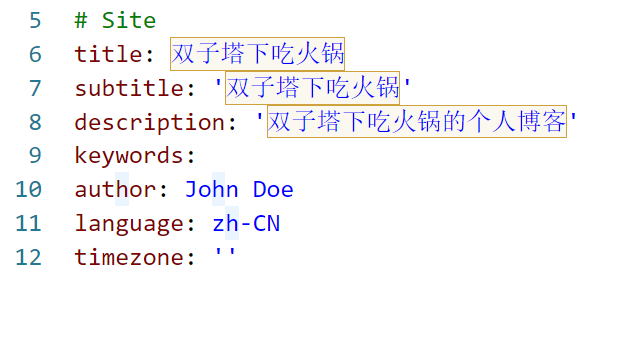 5 # Site
6 title: 双子塔下吃火锅
7 subtitle: '双子塔下吃火锅'
8 description: '双子塔下吃火锅的个人博客'
9 keywords:
10 author: John Doe
11 language: zh-CN
12 timezone: ''